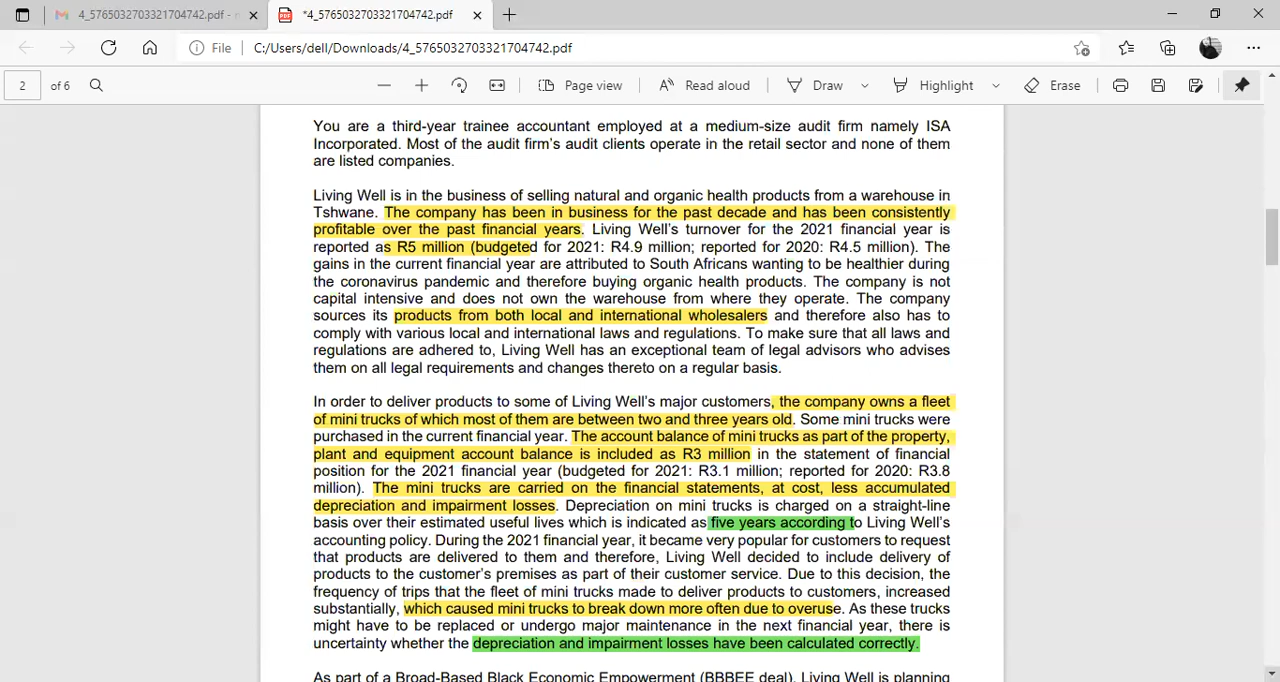 4_5765032703321704742.pdf -
*4_5765032703321704742.pdf
File
C:/Users/dell/Downloads/4_5765032703321704742.pdf
2 of 6
Page view
Read aloud
Draw
Highlight
Erase
You are a third-year trainee accountant employed at a medium-size audit firm namely ISA
Incorporated. Most of the audit firm's audit clients operate in the retail sector and none of them
are listed companies.
Living Well is in the business of selling natural and organic health products from a warehouse in
Tshwane. The company has been in business for the past decade and has been consistently
profitable over the past financial years. Living Well's turnover for the 2021 financial year is
reported as R5 million (budgeted for 2021: R4.9 million; reported for 2020: R4.5 million). The
gains in the current financial year are attributed to South Africans wanting to be healthier during
the coronavirus pandemic and therefore buying organic health products. The company is not
capital intensive and does not own the warehouse from where they operate. The company
sources its products from both local and international wholesalers and therefore also has to
comply with various local and international laws and regulations. To make sure that all laws and
regulations are adhered to, Living Well has an exceptional team of legal advisors who advises
them on all legal requirements and changes thereto on a regular basis.
In order to deliver products to some of Living Well's major customers, the company owns a fleet
of mini trucks of which most of them are between two and three years old. Some mini trucks were
purchased in the current financial year. The account balance of mini trucks as part of the property,
plant and equipment account balance is included as R3 million in the statement of financial
position for the 2021 financial year (budgeted for 2021: R3.1 million; reported for 2020: R3.8
million). The mini trucks are carried on the financial statements, at cost, less accumulated
depreciation and impairment losses. Depreciation on mini trucks is charged on a straight-line
basis over their estimated useful lives which is indicated as five years according to Living Well's
accounting policy. During the 2021 financial year, it became very popular for customers to request
that products are delivered to them and therefore, Living Well decided to include delivery of
products to the customer's premises as part of their customer service. Due to this decision, the
frequency of trips that the fleet of mini trucks made to deliver products to customers, increased
substantially, which caused mini trucks to break down more often due to overuse. As these trucks
might have to be replaced or undergo major maintenance in the next financial year, there is
uncertainty whether the depreciation and impairment losses have been calculated correctly.
As part of a Broad-Based Black Economic Empowerment (BBBEE deal), Living Well is planning